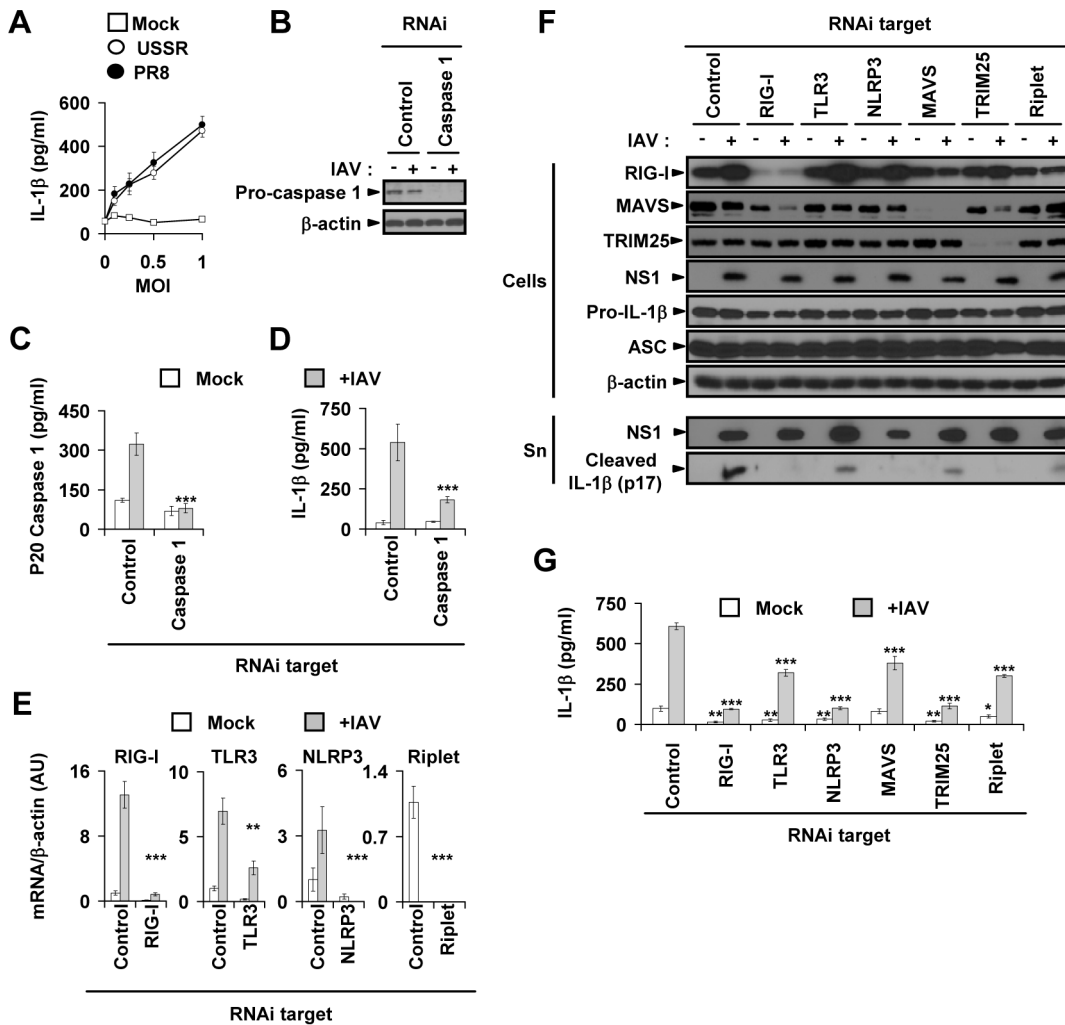 A
Mock
USSR
PR8
IL-1β (pg/ml)
600
400
200
0
0 0.5 1
MOI
B
RNAi
Control
Caspase 1
IAV : - + - +
Pro-caspase 1
β-actin
C
Mock
P20 Caspase 1 (pg/ml)
450
300
150
0
***
Control
Caspase 1
D
+IAV
IL-1β (pg/ml)
750
500
250
0
***
Control
Caspase 1
RNAi target
E
Mock
+IAV
mRNA/β-actin (AU)
RIG-I
16
8
0
***
Control
RIG-I
TLR3
10
5
0
**
Control
TLR3
NLRP3
6
3
0
***
Control
NLRP3
Riplet
1.4
0.7
0
***
Control
Riplet
RNAi target
F
RNAi target
Control
RIG-I
TLR3
NLRP3
MAVS
TRIM25
Riplet
IAV : - + - + - + - + - + - + - +
Cells
RIG-I
MAVS
TRIM25
NS1
Pro-IL-1β
ASC
β-actin
Sn
NS1
Cleaved
IL-1β (p17)
G
Mock
+IAV
IL-1β (pg/ml)
750
500
250
0
** *** ** *** ** *** *** ** *** * ***
Control
RIG-I
TLR3
NLRP3
MAVS
TRIM25
Riplet
RNAi target